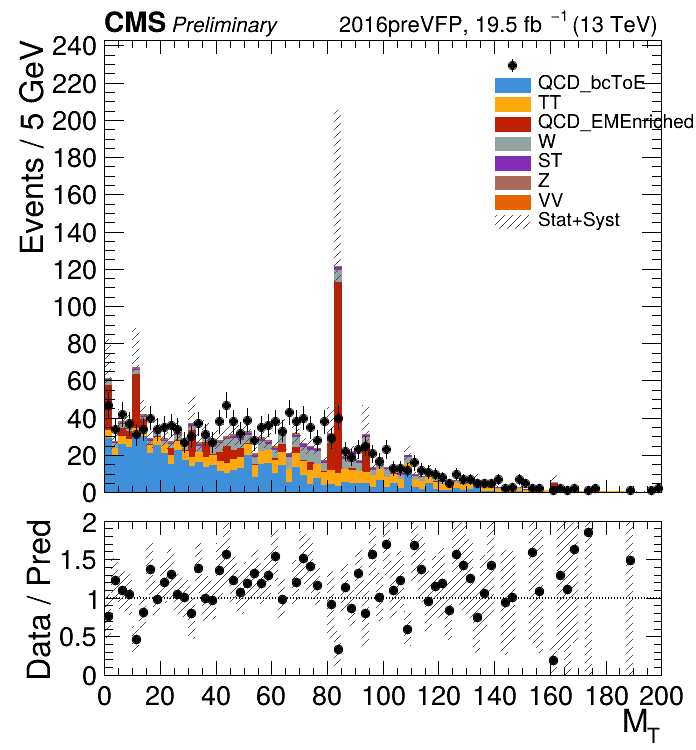 CMS Preliminary 2016preVFP, 19.5 fb⁻¹ (13 TeV)
Events / 5 GeV
240
220
200
180
160
140
120
100
80
60
40
20
0
QCD_bcToE
TT
QCD_EMEnriched
W
ST
Z
VV
Stat+Syst
Data / Pred
2
1.5
1
0.5
0
0 20 40 60 80 100 120 140 160 180 200
M_T